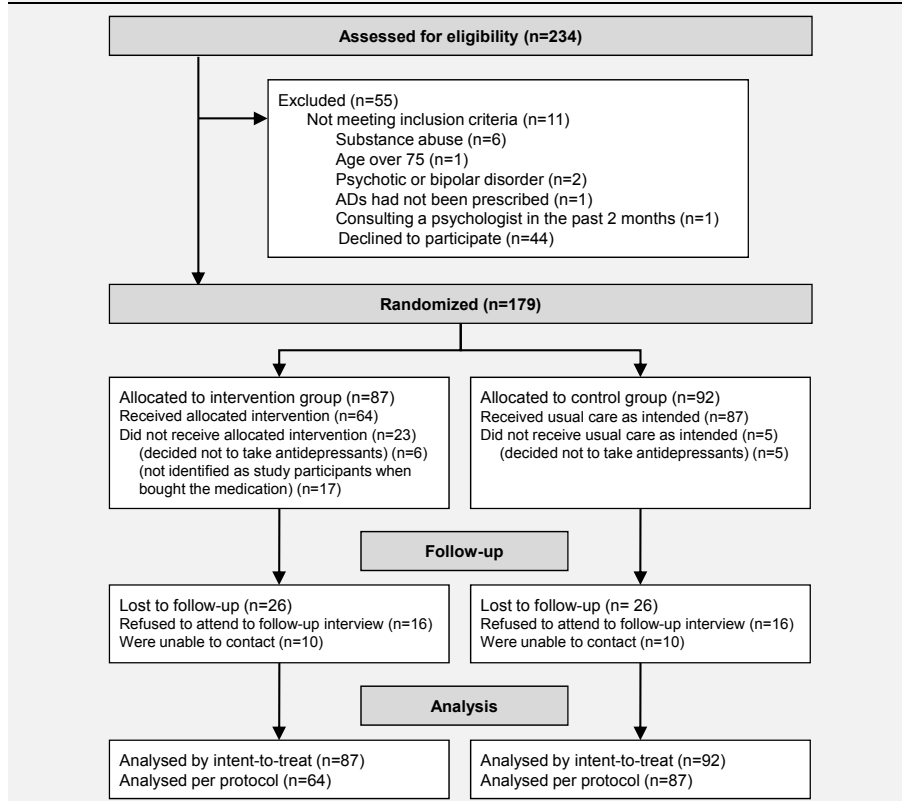 Assessed for eligibility (n=234)
Excluded (n=55)
Not meeting inclusion criteria (n=11)
Substance abuse (n=6)
Age over 75 (n=1)
Psychotic or bipolar disorder (n=2)
ADs had not been prescribed (n=1)
Consulting a psychologist in the past 2 months (n=1)
Declined to participate (n=44)
Randomized (n=179)
Allocated to intervention group (n=87)
Received allocated intervention (n=64)
Did not receive allocated intervention (n=23)
(decided not to take antidepressants) (n=6)
(not identified as study participants when
bought the medication) (n=17)
Allocated to control group (n=92)
Received usual care as intended (n=87)
Did not receive usual care as intended (n=5)
(decided not to take antidepressants) (n=5)
Follow-up
Lost to follow-up (n=26)
Refused to attend to follow-up interview (n=16)
Were unable to contact (n=10)
Lost to follow-up (n= 26)
Refused to attend to follow-up interview (n=16)
Were unable to contact (n=10)
Analysis
Analysed by intent-to-treat (n=87)
Analysed per protocol (n=64)
Analysed by intent-to-treat (n=92)
Analysed per protocol (n=87)